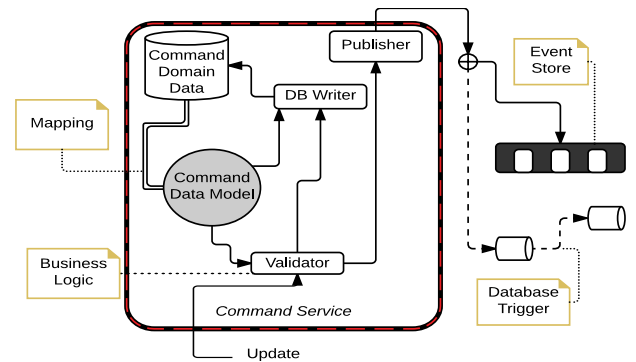 Command
Domain
Data
Publisher
Event
Store
DB Writer
Mapping
Command
Data Model
Business
Logic
Validator
Command Service
Database
Trigger
Update